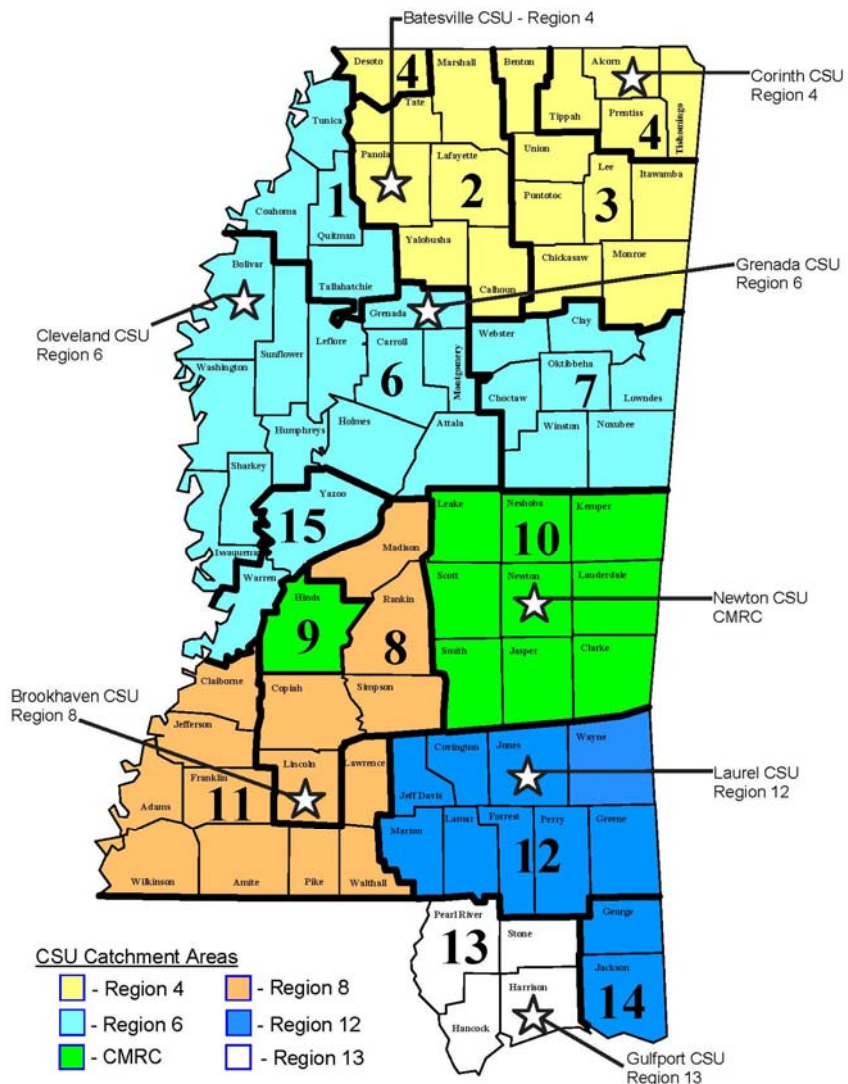 Batesville CSU - Region 4
Corinth CSU
Region 4
Desoto
4
Marshall
Benton
Alcorn
Tippah
Prentiss
4
Tishomingo
Tunica
Tate
Panola
Lafayette
2
Union
Lee
Itawamba
Pontotoc
3
Coahoma
1
Quitman
Yalobusha
Calhoun
Chickasaw
Monroe
Tallahatchie
Grenada CSU
Region 6
Cleveland CSU
Region 6
Bolivar
Grenada
Webster
Clay
Sunflower
Leflore
Carroll
Montgomery
Washington
6
Oktibbeha
7
Choctaw
Lowndes
Humphreys
Holmes
Attala
Winston
Noxubee
Sharkey
Yazoo
15
Issaquena
Warren
Madison
Leake
Neshoba
Kemper
10
Hinds
9
Rankin
8
Scott
Newton
Lauderdale
Newton CSU
CMRC
Smith
Jasper
Clarke
Brookhaven CSU
Region 8
Claiborne
Copiah
Simpson
Jefferson
Lincoln
Lawrence
Adams
Franklin
11
Wilkinson
Amite
Pike
Walthall
Covington
Jones
Wayne
Laurel CSU
Region 12
Jeff Davis
Marion
Lamar
Forrest
Perry
Greene
12
Pearl River
13
Stone
George
Hancock
Harrison
Jackson
14
Gulfport CSU
Region 13
CSU Catchment Areas
- Region 4
- Region 8
- Region 6
- Region 12
- CMRC
- Region 13